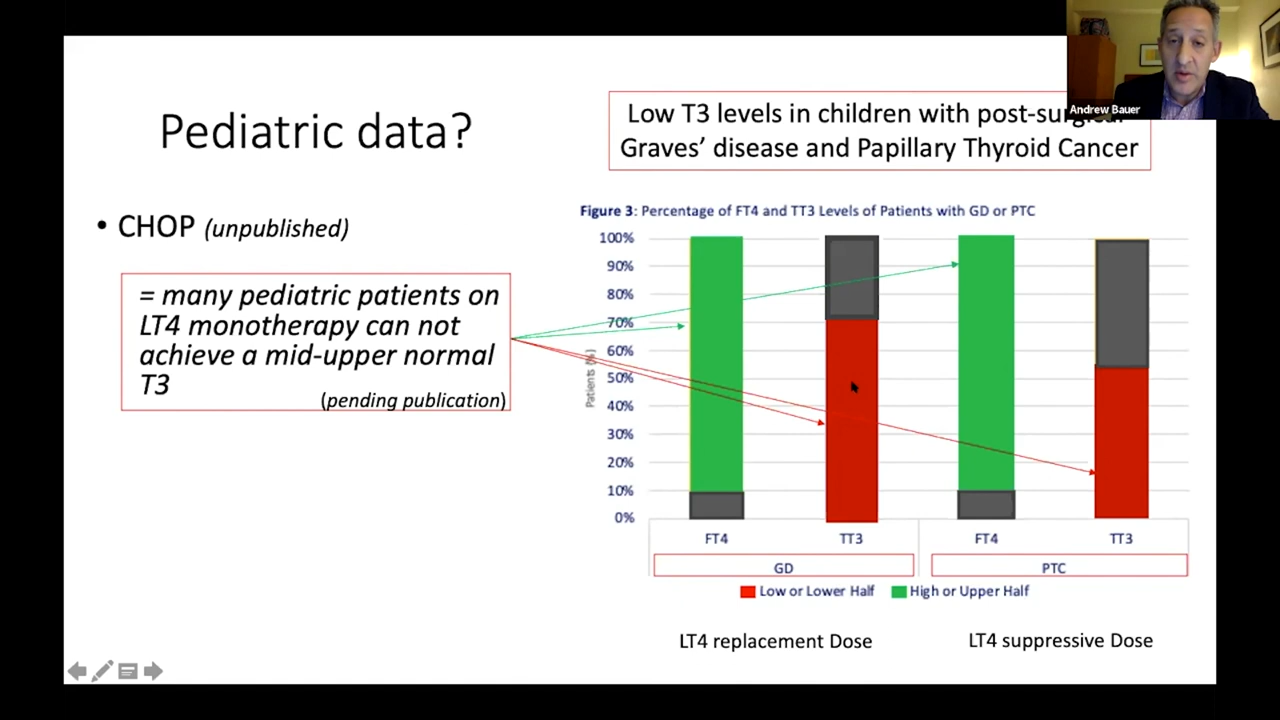 Andrew Bauer
Pediatric data?
Low T3 levels in children with post-surgical
Graves’ disease and Papillary Thyroid Cancer
• CHOP (unpublished)
= many pediatric patients on
LT4 monotherapy can not
achieve a mid-upper normal
T3
(pending publication)
Figure 3: Percentage of FT4 and TT3 Levels of Patients with GD or PTC
Patients (%)
100%
90%
80%
70%
60%
50%
40%
30%
20%
10%
0%
FT4 TT3 FT4 TT3
GD PTC
Low or Lower Half High or Upper Half
LT4 replacement Dose LT4 suppressive Dose